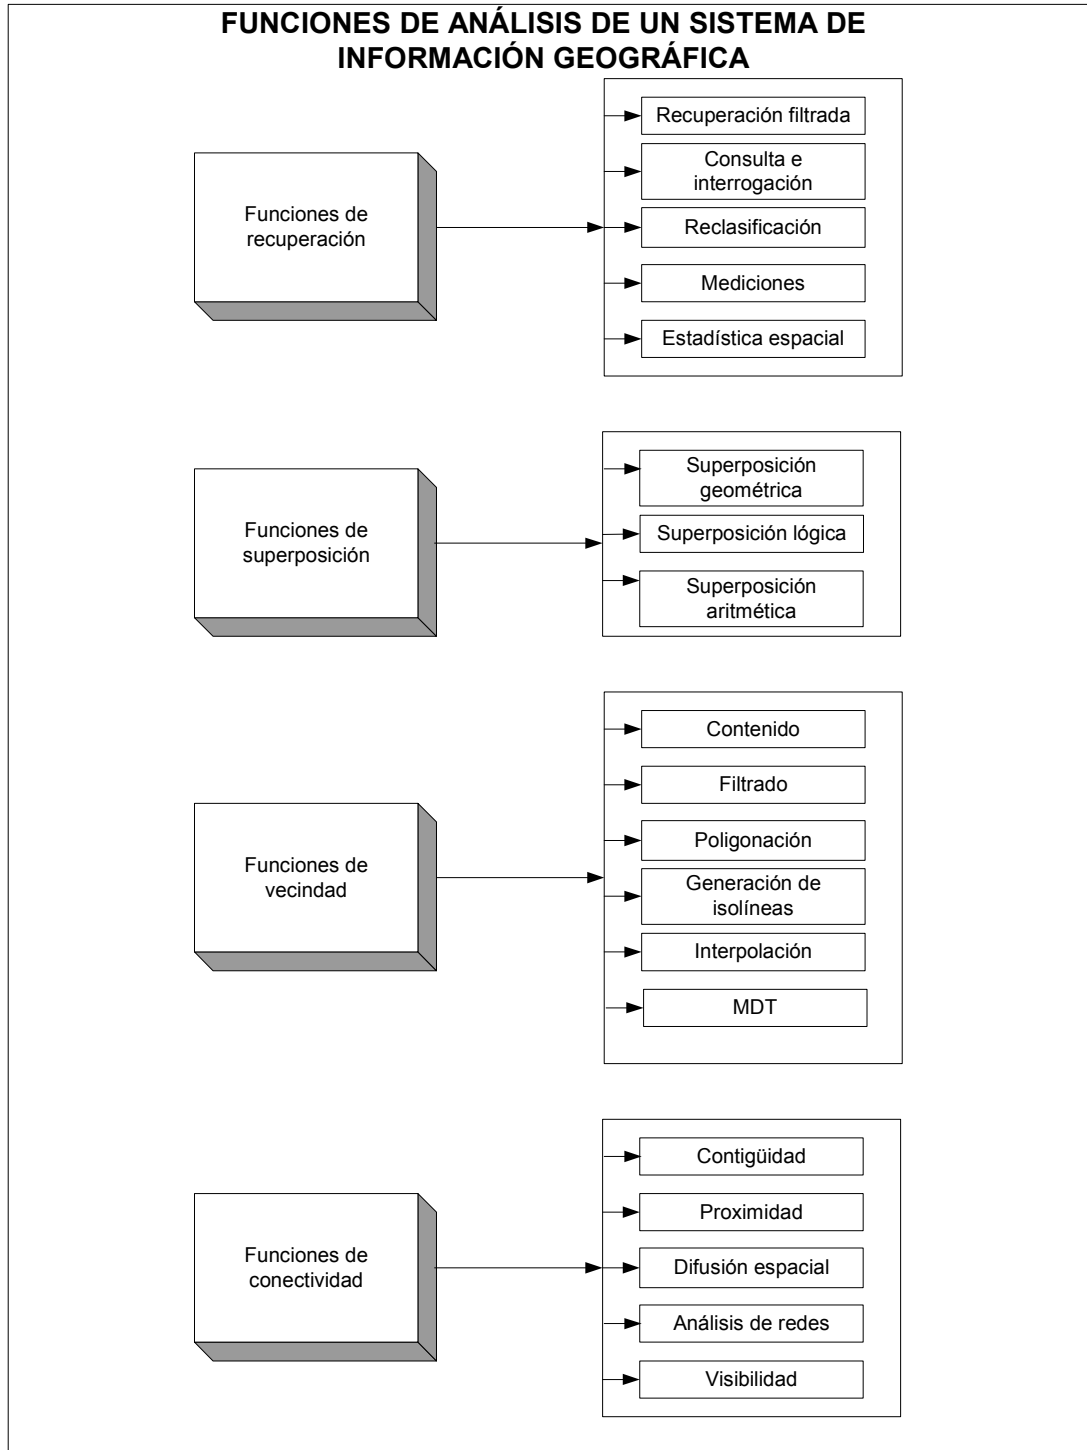 FUNCIONES DE ANÁLISIS DE UN SISTEMA DE
INFORMACIÓN GEOGRÁFICA
Funciones de
recuperación
Recuperación filtrada
Consulta e
interrogación
Reclasificación
Mediciones
Estadística espacial
Funciones de
superposición
Superposición
geométrica
Superposición lógica
Superposición
aritmética
Funciones de
vecindad
Contenido
Filtrado
Poligonación
Generación de
isolíneas
Interpolación
MDT
Funciones de
conectividad
Contigüidad
Proximidad
Difusión espacial
Análisis de redes
Visibilidad